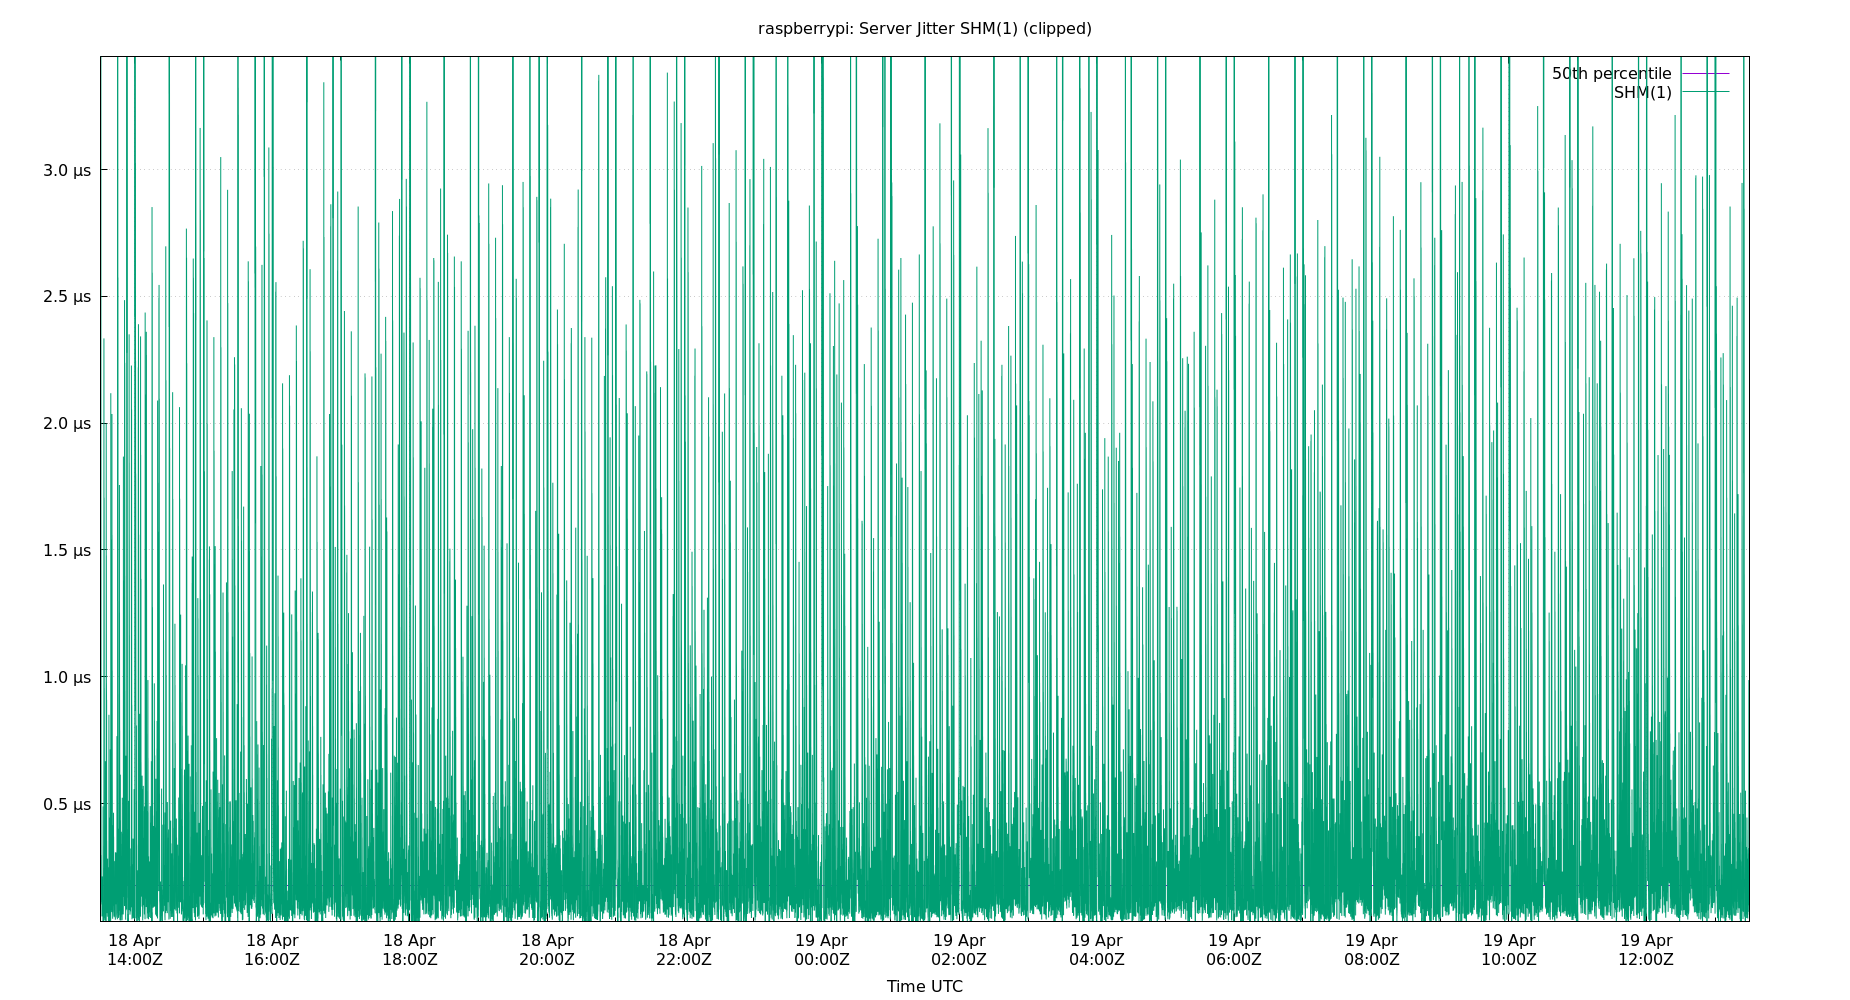 raspberrypi: Server Jitter SHM(1) (clipped)
50th percentile
SHM(1)
3.0 µs
2.5 µs
2.0 µs
1.5 µs
1.0 µs
0.5 µs
18 Apr 18 Apr 18 Apr 18 Apr 18 Apr 19 Apr 19 Apr 19 Apr 19 Apr 19 Apr 19 Apr 19 Apr
14:00Z 16:00Z 18:00Z 20:00Z 22:00Z 00:00Z 02:00Z 04:00Z 06:00Z 08:00Z 10:00Z 12:00Z
Time UTC